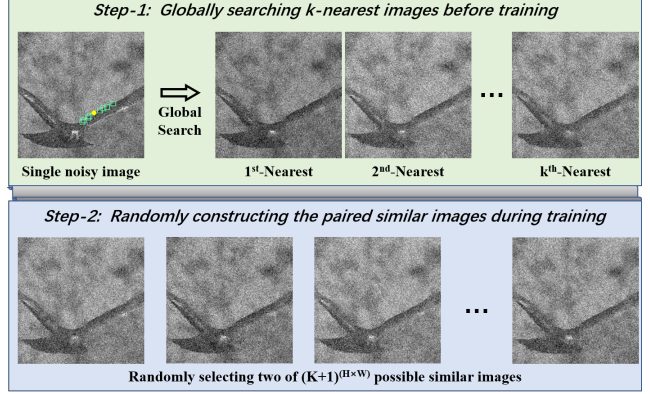 Step-1: Globally searching k-nearest images before training
Global
Search
...
Single noisy image
1st-Nearest
2nd-Nearest
kth-Nearest
Step-2: Randomly constructing the paired similar images during training
...
Randomly selecting two of (K+1)(H×W) possible similar images